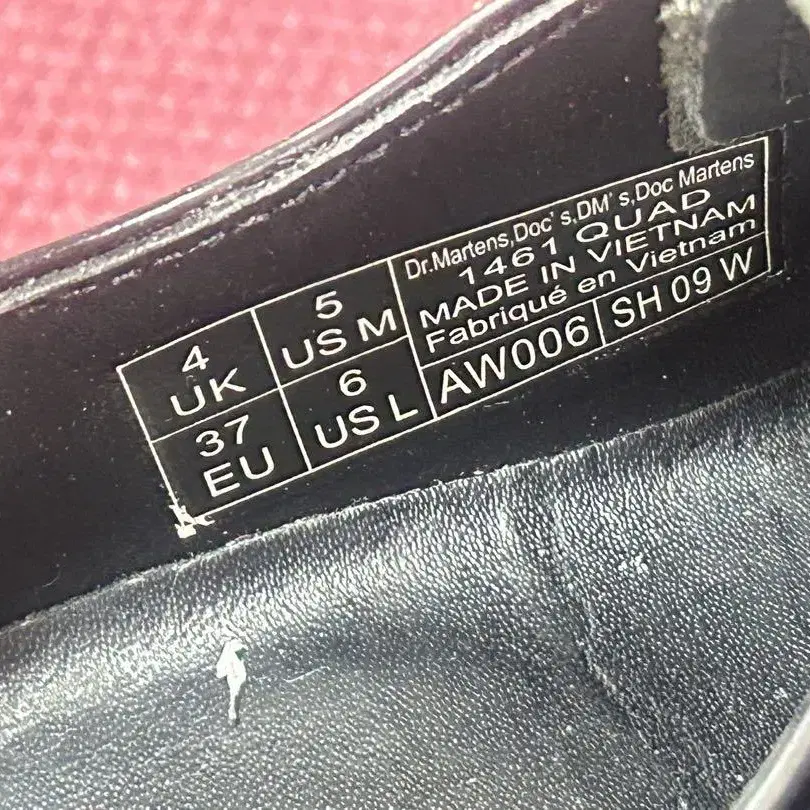 4
UK
5
US M
37
EU
6
US L
Dr.Martens,Doc's,DM's,Doc Martens
1461 QUAD
MADE IN VIETNAM
Fabriqué en Vietnam
AW006
SH 09 W